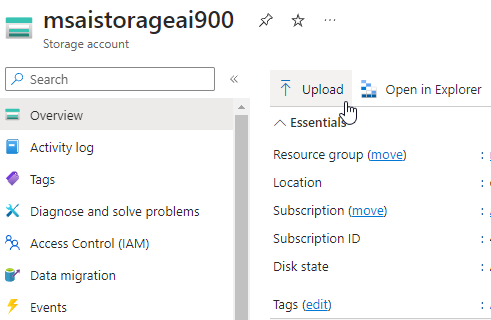 msaistorageai900
Storage account
Search
Upload Open in Explorer
Overview
Activity log
Tags
Diagnose and solve problems
Access Control (IAM)
Data migration
Events
Essentials
Resource group (move) :
Location :
Subscription (move) :
Subscription ID :
Disk state :
Tags (edit) :